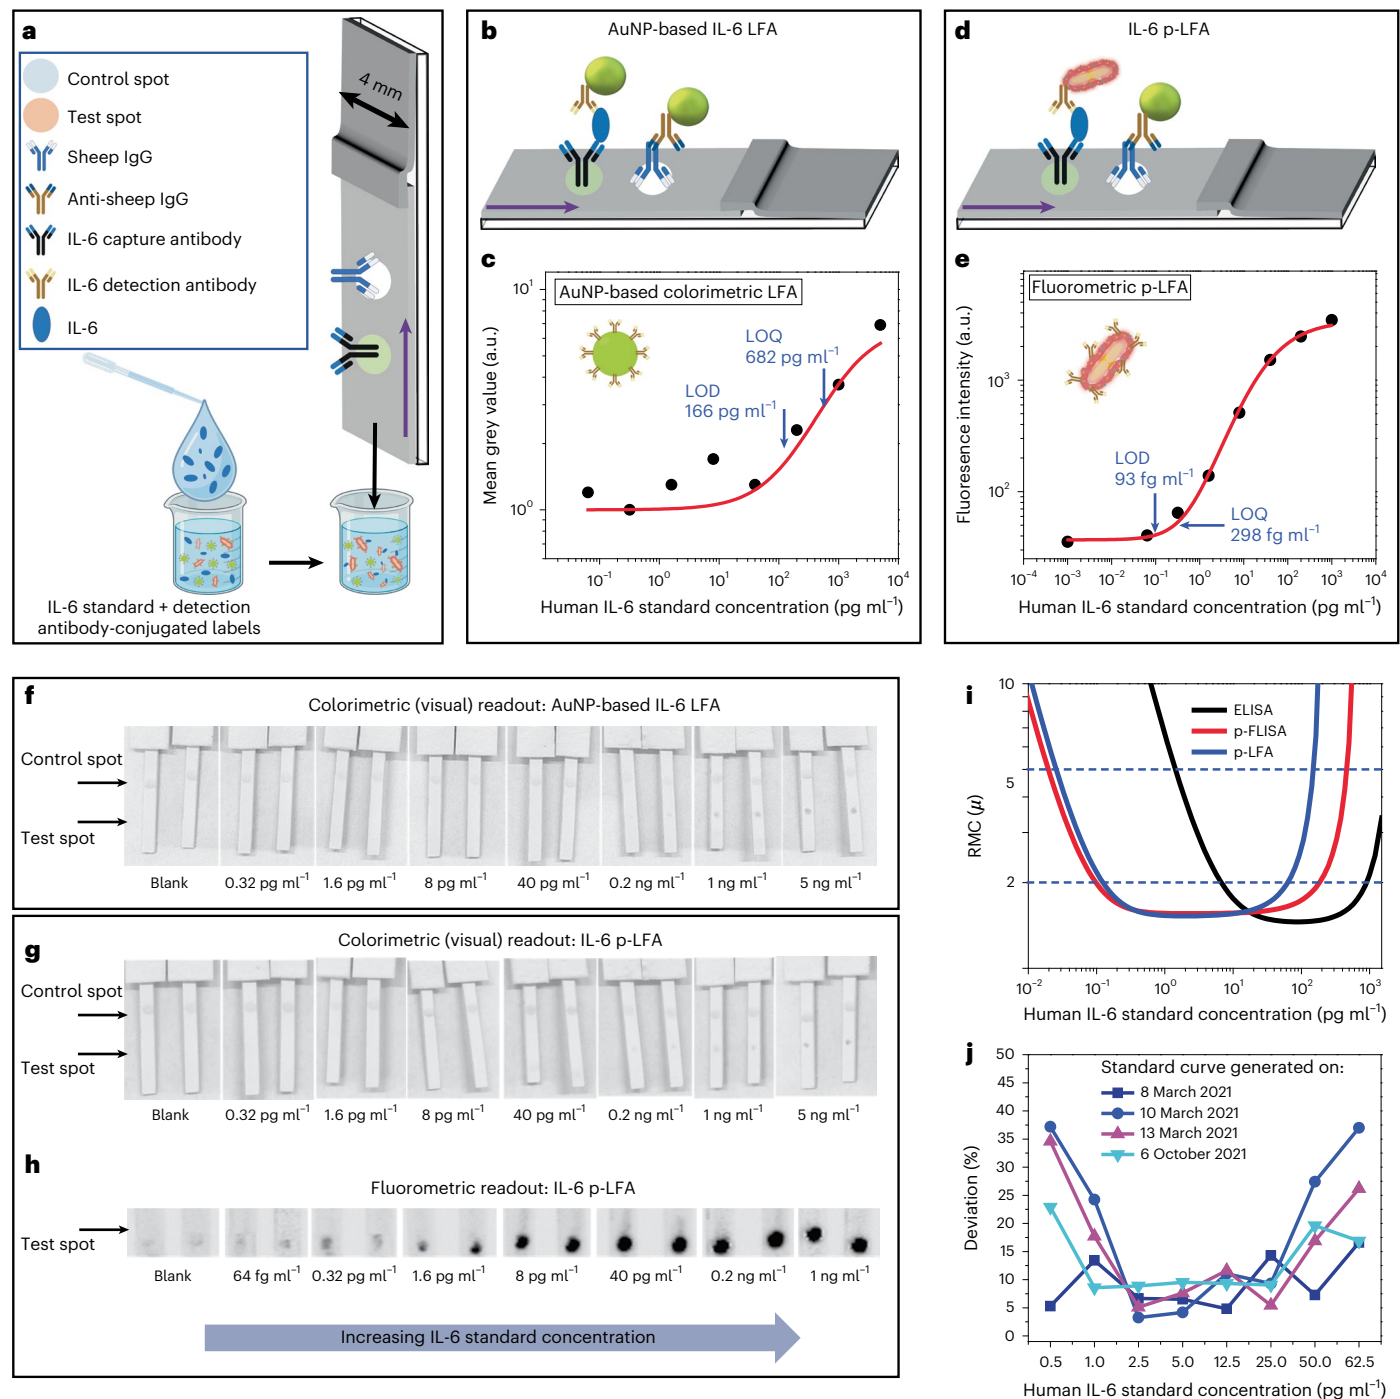 a
Control spot
Test spot
Sheep IgG
Anti-sheep IgG
IL-6 capture antibody
IL-6 detection antibody
IL-6
4 mm
IL-6 standard + detection
antibody-conjugated labels
b
AuNP-based IL-6 LFA
c
AuNP-based colorimetric LFA
LOQ
682 pg ml⁻¹
LOD
166 pg ml⁻¹
Mean grey value (a.u.)
10¹
10⁰
10⁻¹ 10⁰ 10¹ 10² 10³ 10⁴
Human IL-6 standard concentration (pg ml⁻¹)
d
IL-6 p-LFA
e
Fluorometric p-LFA
LOD
93 fg ml⁻¹
LOQ
298 fg ml⁻¹
Fluoresence intensity (a.u.)
10³
10²
10⁻⁴ 10⁻³ 10⁻² 10⁻¹ 10⁰ 10¹ 10² 10³ 10⁴
Human IL-6 standard concentration (pg ml⁻¹)
f
Colorimetric (visual) readout: AuNP-based IL-6 LFA
Control spot
Test spot
Blank 0.32 pg ml⁻¹ 1.6 pg ml⁻¹ 8 pg ml⁻¹ 40 pg ml⁻¹ 0.2 ng ml⁻¹ 1 ng ml⁻¹ 5 ng ml⁻¹
g
Colorimetric (visual) readout: IL-6 p-LFA
Control spot
Test spot
Blank 0.32 pg ml⁻¹ 1.6 pg ml⁻¹ 8 pg ml⁻¹ 40 pg ml⁻¹ 0.2 ng ml⁻¹ 1 ng ml⁻¹ 5 ng ml⁻¹
h
Fluorometric readout: IL-6 p-LFA
Test spot
Blank 64 fg ml⁻¹ 0.32 pg ml⁻¹ 1.6 pg ml⁻¹ 8 pg ml⁻¹ 40 pg ml⁻¹ 0.2 ng ml⁻¹ 1 ng ml⁻¹
Increasing IL-6 standard concentration
i
ELISA
p-FLISA
p-LFA
RMC (μ)
10
5
2
10⁻² 10⁻¹ 10⁰ 10¹ 10² 10³
Human IL-6 standard concentration (pg ml⁻¹)
j
Standard curve generated on:
8 March 2021
10 March 2021
13 March 2021
6 October 2021
Deviation (%)
50
45
40
35
30
25
20
15
10
5
0
0.5 1.0 2.5 5.0 12.5 25.0 50.0 62.5
Human IL-6 standard concentration (pg ml⁻¹)